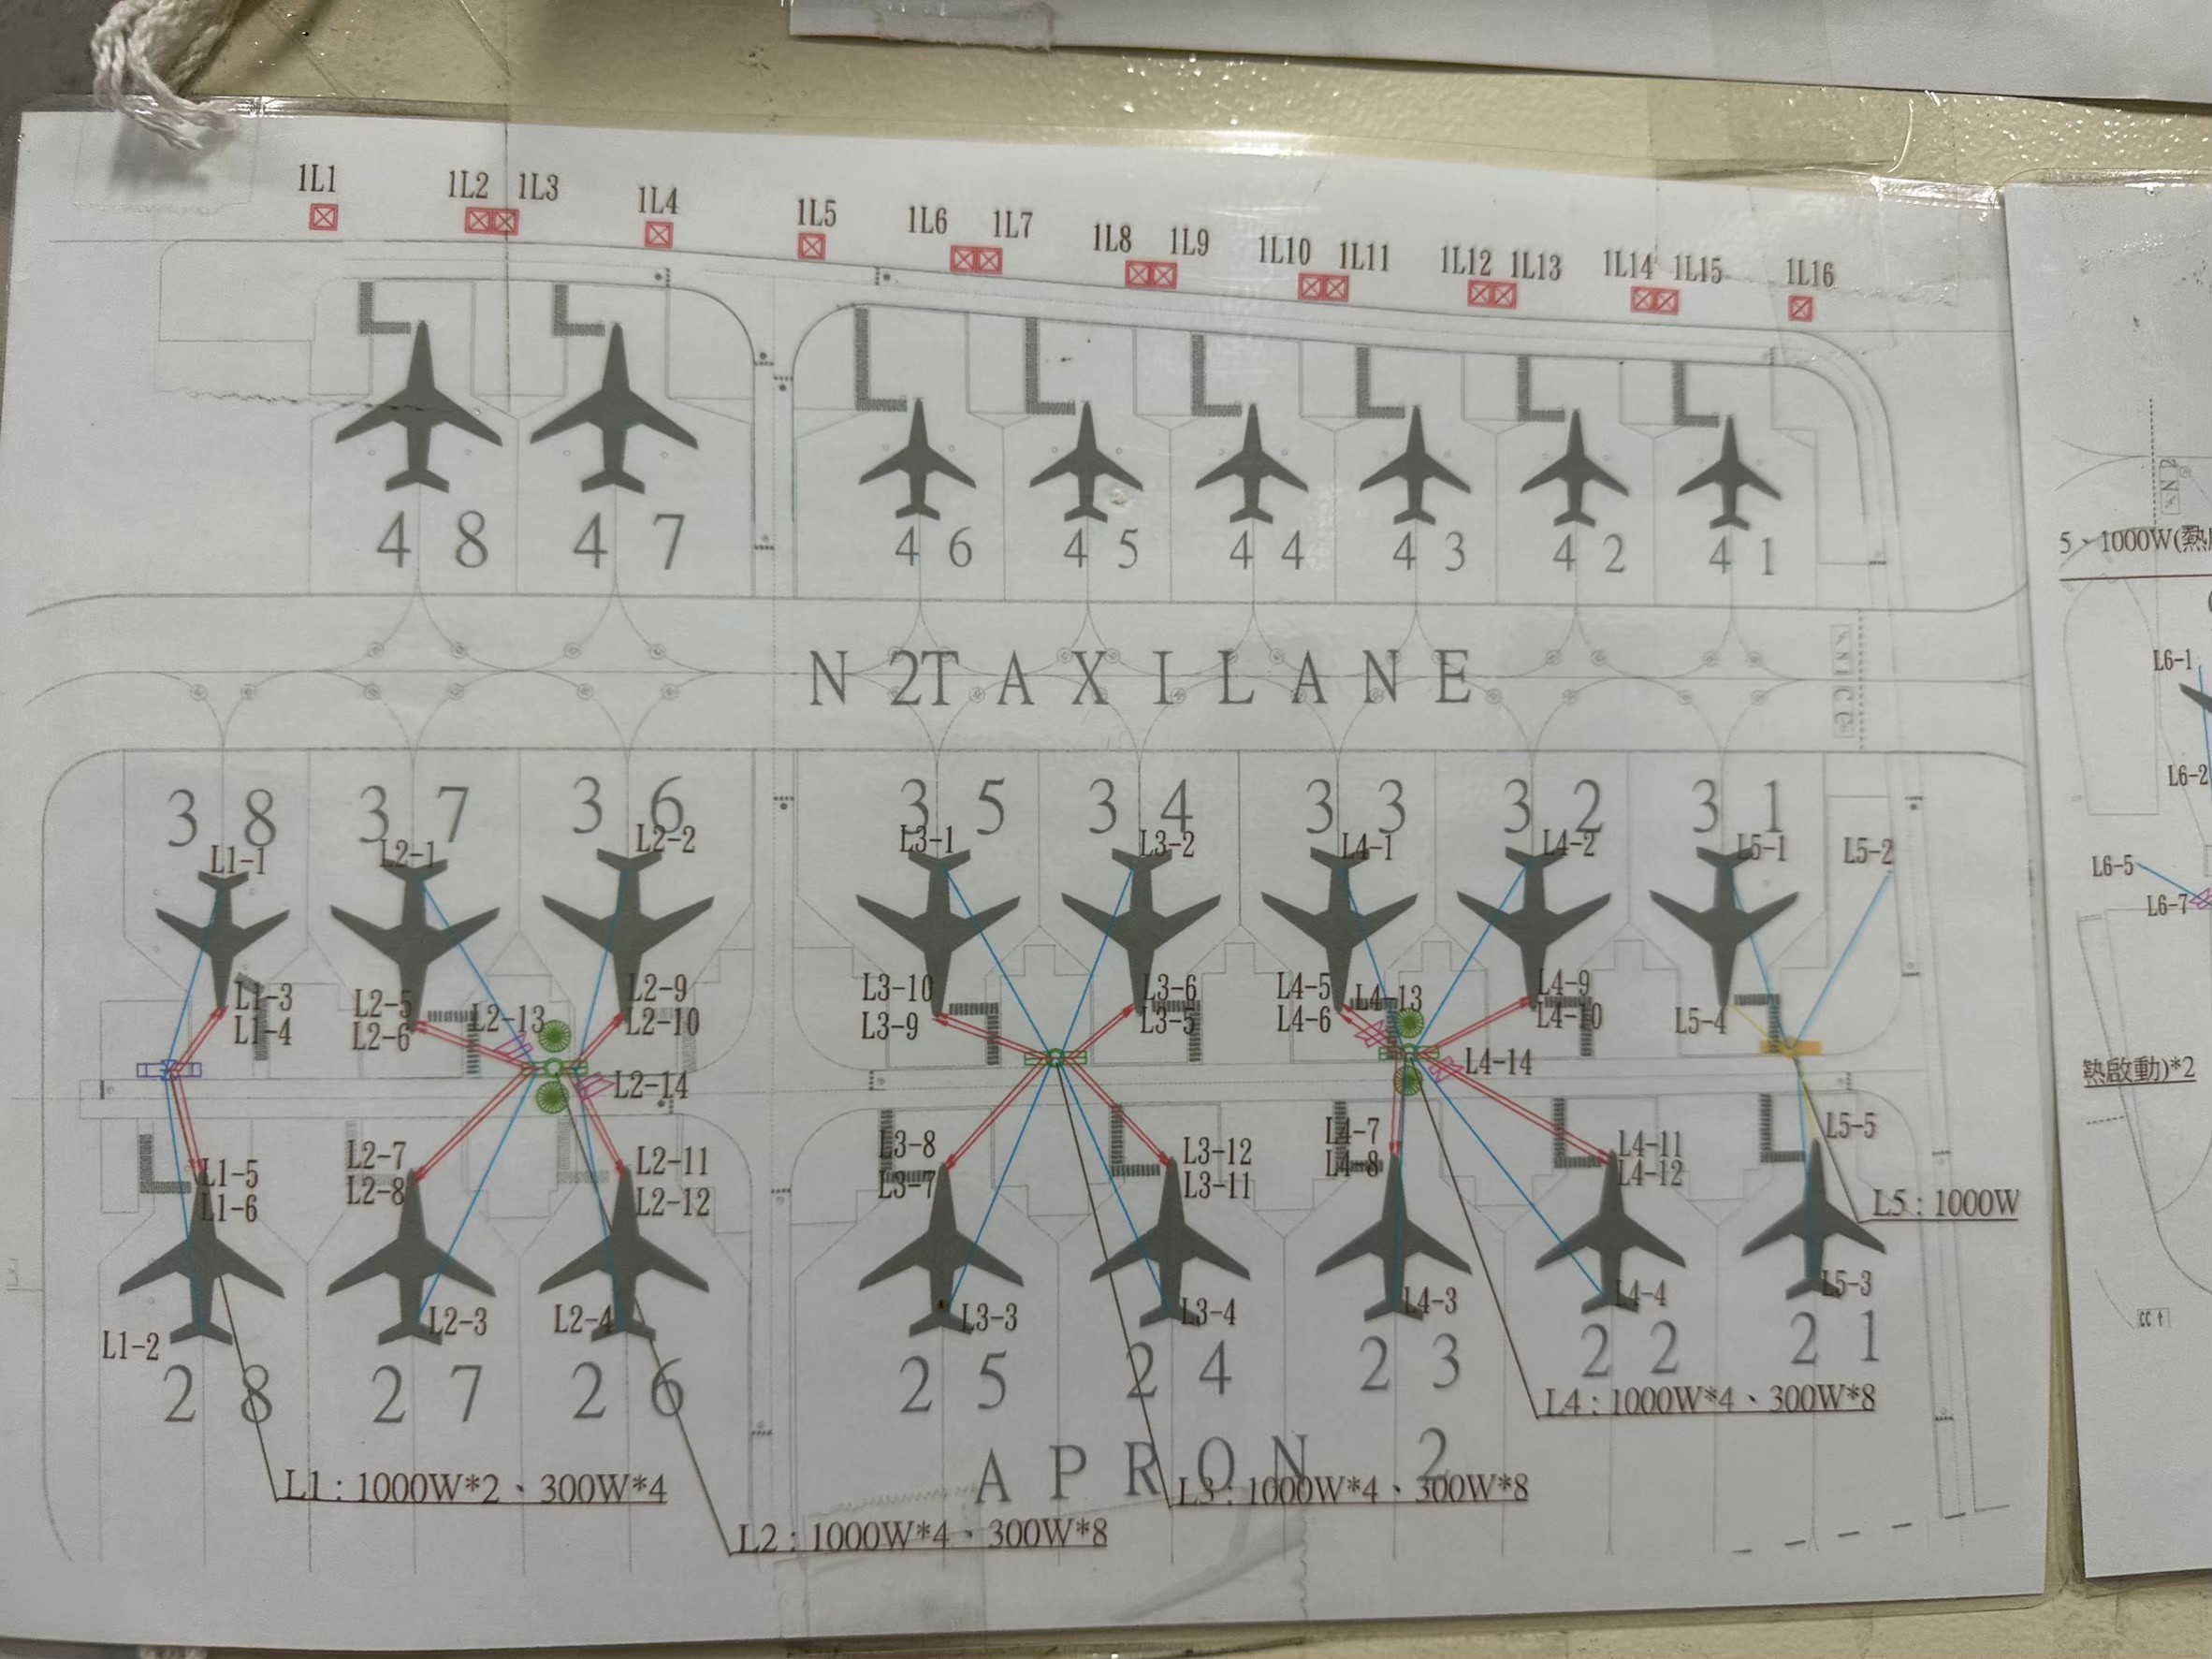 1L1 1L2 1L3 1L4 1L5 1L6 1L7 1L8 1L9 1L10 1L11 1L12 1L13 1L14 1L15 1L16
48 47 46 45 44 43 42 41
N2 TAXILANE
38 37 36 35 34 33 32 31
L1-1 L2-1 L2-2 L3-1 L3-2 L4-1 L4-2 L5-1 L5-2
L1-3 L2-5 L2-13 L2-9 L3-10 L3-6 L4-5 L4-13 L4-9 L5-4
L1-4 L2-6 L2-10 L3-9 L3-5 L4-6 L4-10
L2-14 L4-14
L1-5 L2-7 L2-11 L3-8 L3-12 L4-7 L4-11 L5-5
L1-6 L2-8 L2-12 L3-7 L3-11 L4-8 L4-12
L5：1000W
L1-2 L2-3 L2-4 L3-3 L3-4 L4-3 L4-4 L5-3
28 27 26 25 24 23 22 21
L4：1000W*4、300W*8
APRON 2
L1：1000W*2、300W*4
L3：1000W*4、300W*8
L2：1000W*4、300W*8
N2
5、1000W(熱
L6-1
L6-2
L6-5
L6-7
熱啟動)*2